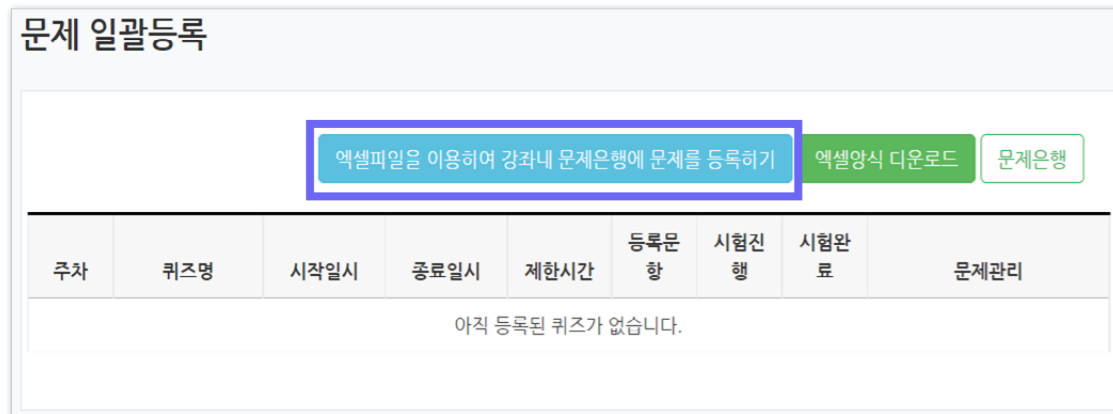 문제 일괄등록
엑셀파일을 이용하여 강좌내 문제은행에 문제를 등록하기 엑셀양식 다운로드 문제은행
주차 퀴즈명 시작일시 종료일시 제한시간 등록문항 시험진행 시험완료 문제관리
아직 등록된 퀴즈가 없습니다.